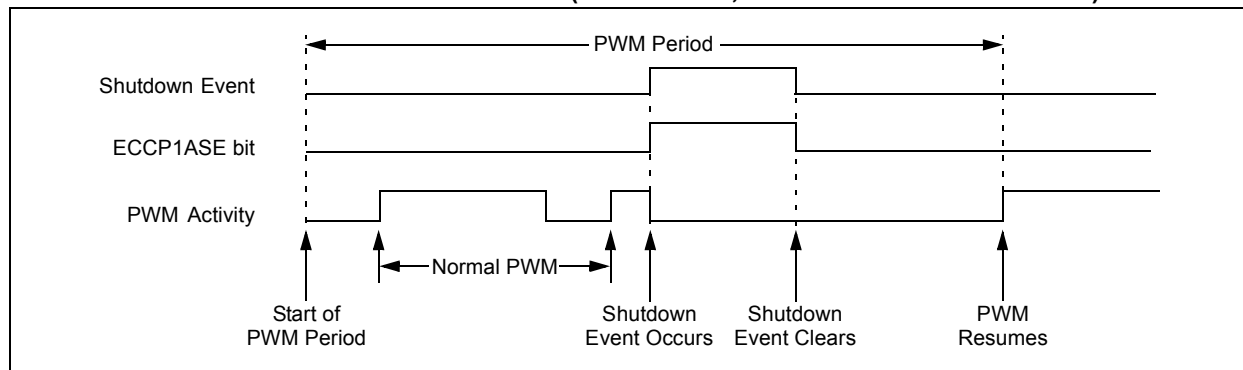 PWM Period
Shutdown Event
ECCP1ASE bit
PWM Activity
Normal PWM
Start of
PWM Period
Shutdown
Event Occurs
Shutdown
Event Clears
PWM
Resumes